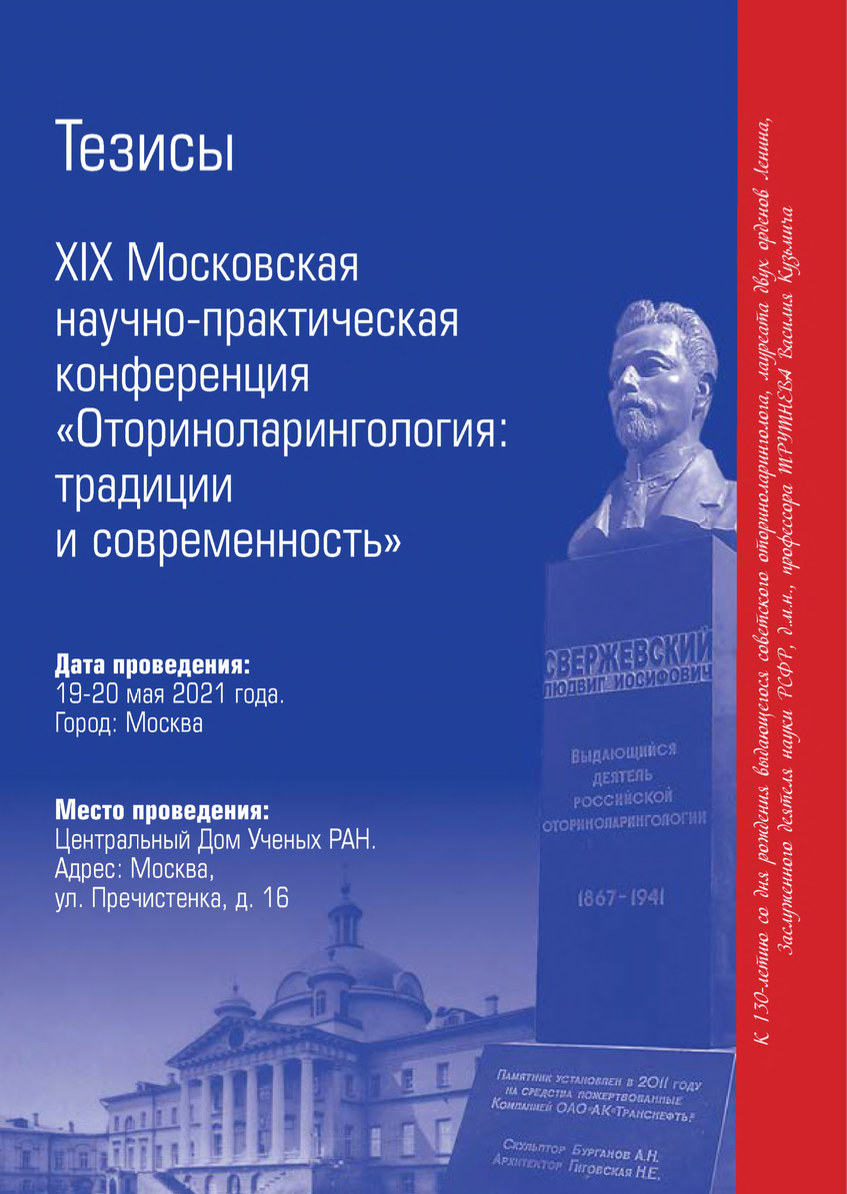 Тезисы
XIX Московская
научно-практическая
конференция
«Оториноларингология:
традиции
и современность»
Дата проведения:
19-20 мая 2021 года.
Город: Москва
Место проведения:
Центральный Дом Ученых РАН.
Адрес: Москва,
ул. Пречистенка, д. 16
СВЕРЖЕВСКИЙ
ЛЮДВИГ ИОСИФОВИЧ
ВЫДАЮЩИЙСЯ
ДЕЯТЕЛЬ
РОССИЙСКОЙ
ОТОРИНОЛАРИНГОЛОГИИ
1867-1941
ПАМЯТНИК УСТАНОВЛЕН В 2011 ГОДУ
НА СРЕДСТВА ПОЖЕРТВОВАННЫЕ
КОМПАНИЕЙ ОАО «АК «ТРАНСНЕФТЬ»
СКУЛЬПТОР БУРГАНОВ А.Н.
АРХИТЕКТОР ГИГОВСКАЯ Н.Е.
К 130-летию со дня рождения выдающегося советского оториноларинголога, лауреата двух орденов Ленина,
Заслуженного деятеля науки РСФР, д.м.н., профессора ТРУТНЕВА Василия Кузьмича